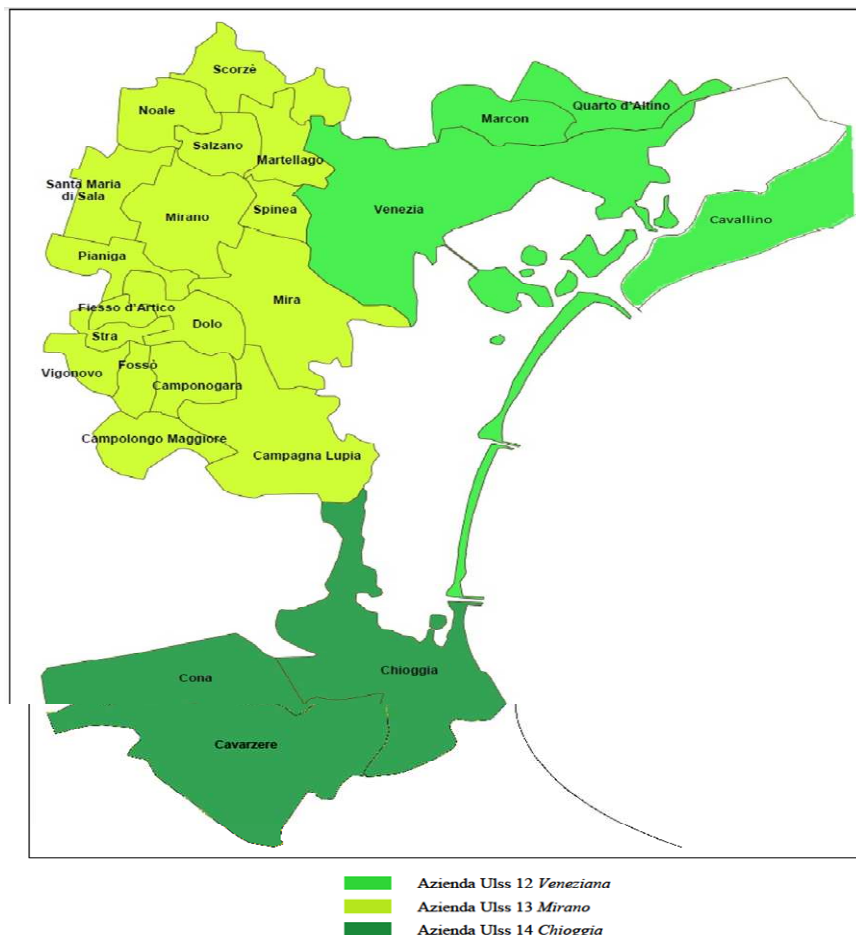 Scorzè
Noale
Marcon
Quarto d'Altino
Salzano
Martellago
Santa Maria
di Sala
Mirano
Spinea
Venezia
Cavallino
Pianiga
Mira
Fiesso d'Artico
Dolo
Stra
Fossò
Vigonovo
Camponogara
Campolongo Maggiore
Campagna Lupia
Chioggia
Cona
Cavarzere
Azienda Ulss 12 Veneziana
Azienda Ulss 13 Mirano
Azienda Ulss 14 Chioggia